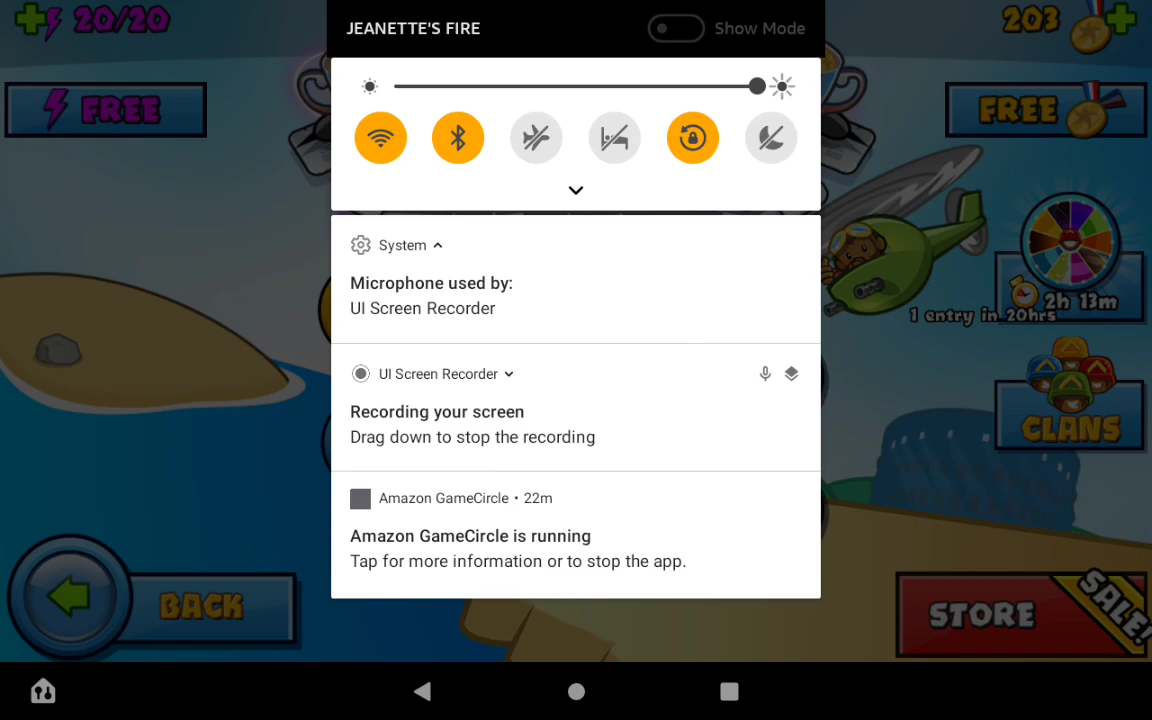 20/20
JEANETTE'S FIRE
Show Mode
203
FREE
FREE
System
Microphone used by:
UI Screen Recorder
2h 13m
1 entry in 20hrs
UI Screen Recorder
Recording your screen
Drag down to stop the recording
CLANS
Amazon GameCircle • 22m
Amazon GameCircle is running
Tap for more information or to stop the app.
BACK
STORE
SALE!